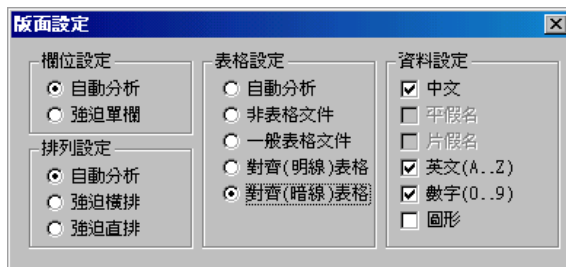 版面設定
欄位設定
自動分析
強迫單欄
排列設定
自動分析
強迫橫排
強迫直排
表格設定
自動分析
非表格文件
一般表格文件
對齊(明線)表格
對齊(暗線)表格
資料設定
中文
平假名
片假名
英文(A..Z)
數字(0..9)
圖形